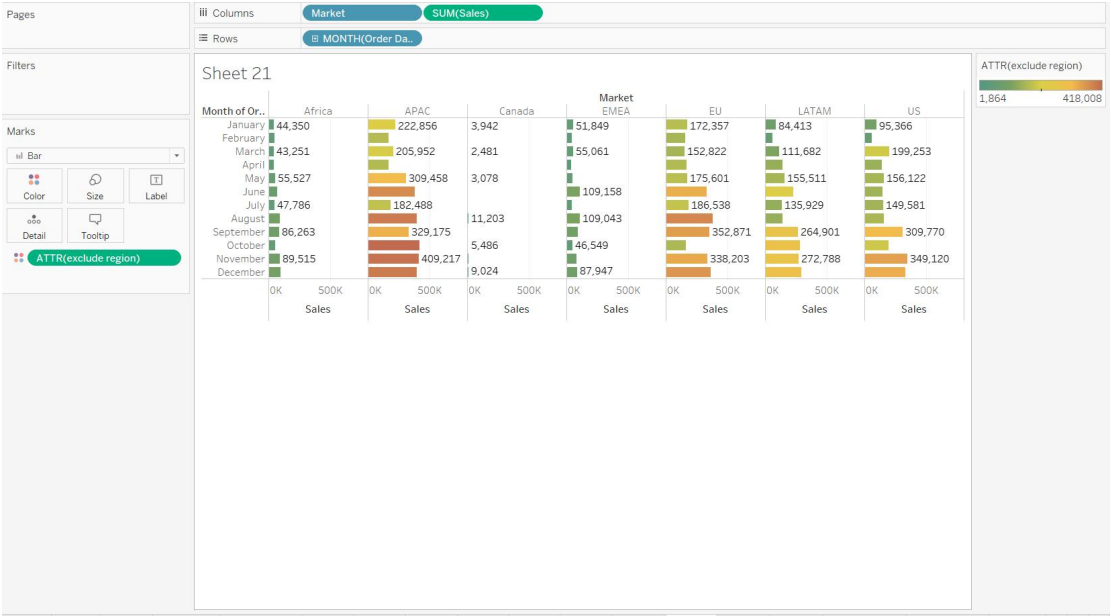 Pages
iii Columns Market SUM(Sales)
Rows MONTH(Order Da..
Filters
Sheet 21
ATTR(exclude region)
1,864 418,008
Market
Month of Or.. Africa APAC Canada EMEA EU LATAM US
January 44,350 222,856 3,942 51,849 172,357 84,413 95,366
February
March 43,251 205,952 2,481 55,061 152,822 111,682 199,253
April
May 55,527 309,458 3,078 175,601 155,511 156,122
June 109,158
July 47,786 182,488 186,538 135,929 149,581
August 11,203 109,043
September 86,263 329,175 352,871 264,901 309,770
October 5,486 46,549
November 89,515 409,217 338,203 272,788 349,120
December 9,024 87,947
0K 500K 0K 500K 0K 500K 0K 500K 0K 500K 0K 500K 0K 500K
Sales Sales Sales Sales Sales Sales Sales
Marks
Bar
Color Size Label
Detail Tooltip
ATTR(exclude region)